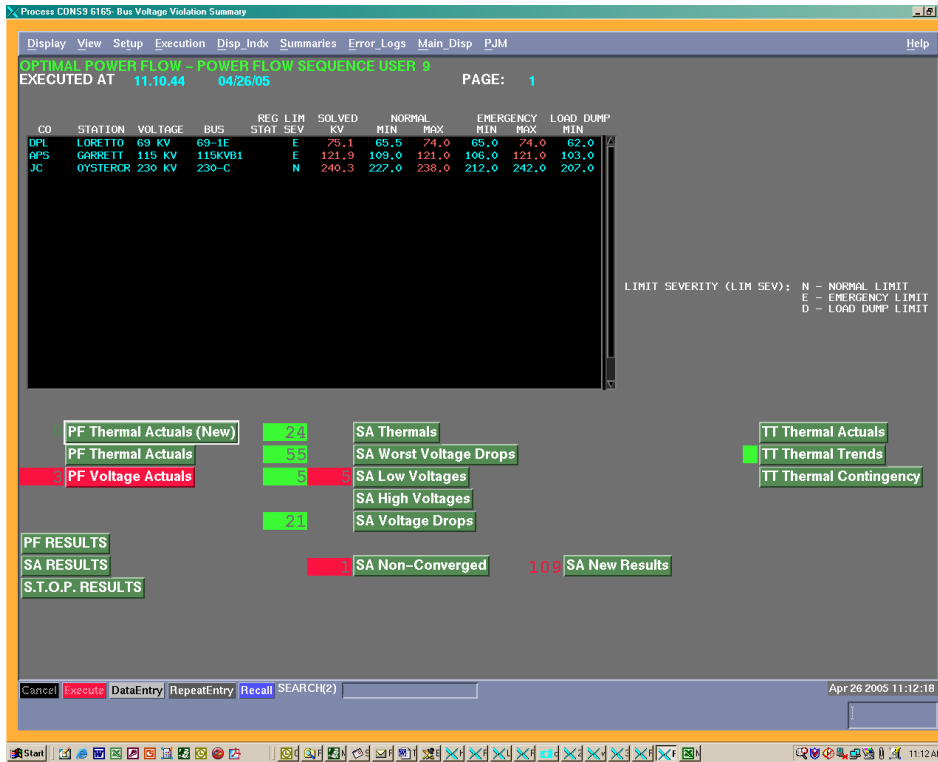 Process CONS9 6165- Bus Voltage Violation Summary
Display View Setup Execution Disp_Indx Summaries Error_Logs Main_Disp PJM Help
OPTIMAL POWER FLOW – POWER FLOW SEQUENCE USER 9
EXECUTED AT 11.10.44 04/26/05 PAGE: 1
REG LIM SOLVED NORMAL EMERGENCY LOAD DUMP
CO STATION VOLTAGE BUS STAT SEV KV MIN MAX MIN MAX MIN
DPL LORETTO 69 KV 69-1E E 75.1 65.5 74.0 65.0 74.0 62.0
APS GARRETT 115 KV 115KVB1 E 121.9 109.0 121.0 106.0 121.0 103.0
JC OYSTERCR 230 KV 230-C N 240.3 227.0 238.0 212.0 242.0 207.0
LIMIT SEVERITY (LIM SEV): N – NORMAL LIMIT
E – EMERGENCY LIMIT
D – LOAD DUMP LIMIT
PF Thermal Actuals (New) 24 SA Thermals TT Thermal Actuals
PF Thermal Actuals 55 SA Worst Voltage Drops TT Thermal Trends
3 PF Voltage Actuals 5 5 SA Low Voltages TT Thermal Contingency
SA High Voltages
21 SA Voltage Drops
PF RESULTS
SA RESULTS 1 SA Non-Converged 109 SA New Results
S.T.O.P. RESULTS
Cancel Execute DataEntry RepeatEntry Recall SEARCH(2) Apr 26 2005 11:12:18
Start 11:12 AM